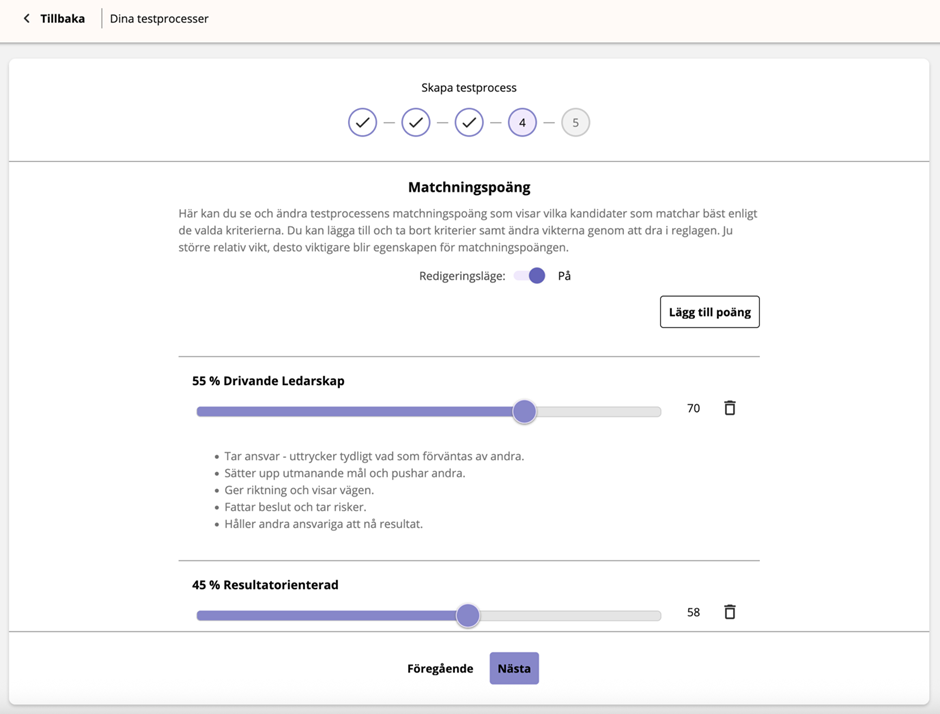 Tillbaka Dina testprocesser
Skapa testprocess
4 5
Matchningspoäng
Här kan du se och ändra testprocessens matchningspoäng som visar vilka kandidater som matchar bäst enligt
de valda kriterierna. Du kan lägga till och ta bort kriterier samt ändra vikterna genom att dra i reglagen. Ju
större relativ vikt, desto viktigare blir egenskapen för matchningspoängen.
Redigeringsläge: På
Lägg till poäng
55 % Drivande Ledarskap
70
• Tar ansvar - uttrycker tydligt vad som förväntas av andra.
• Sätter upp utmanande mål och pushar andra.
• Ger riktning och visar vägen.
• Fattar beslut och tar risker.
• Håller andra ansvariga att nå resultat.
45 % Resultatorienterad
58
Föregående Nästa